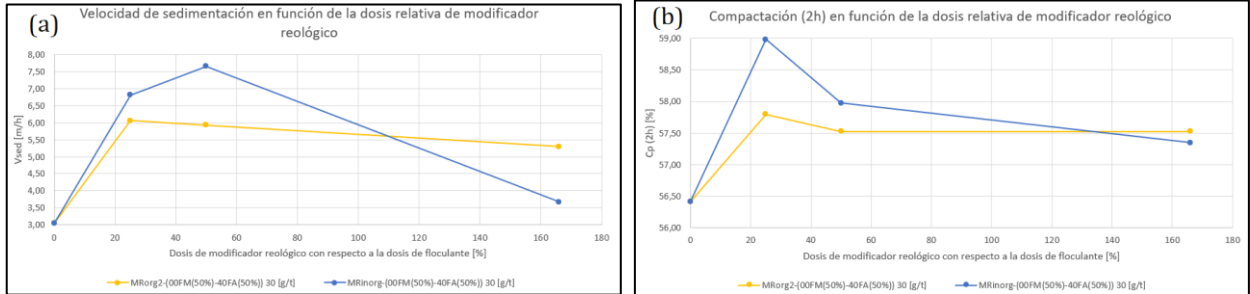 (a)
Velocidad de sedimentación en función de la dosis relativa de modificador
reológico
8,00
7,50
7,00
6,50
6,00
5,50
5,00
4,50
4,00
3,50
3,00
Vsed [m/h]
0 20 40 60 80 100 120 140 160 180
Dosis de modificador reológico con respecto a la dosis de floculante [%]
MRorg2-(00FM(50%)-40FA(50%)) 30 [g/t] MRinorg-(00FM(50%)-40FA(50%)) 30 [g/t]
(b)
Compactación (2h) en función de la dosis relativa de modificador reológico
59,00
58,50
58,00
57,50
57,00
56,50
56,00
Cp (2h) [%]
0 20 40 60 80 100 120 140 160 180
Dosis de modificador reológico con respecto a la dosis de floculante [%]
MRorg2-(00FM(50%)-40FA(50%)) 30 [g/t] MRinorg-(00FM(50%)-40FA(50%)) 30 [g/t]